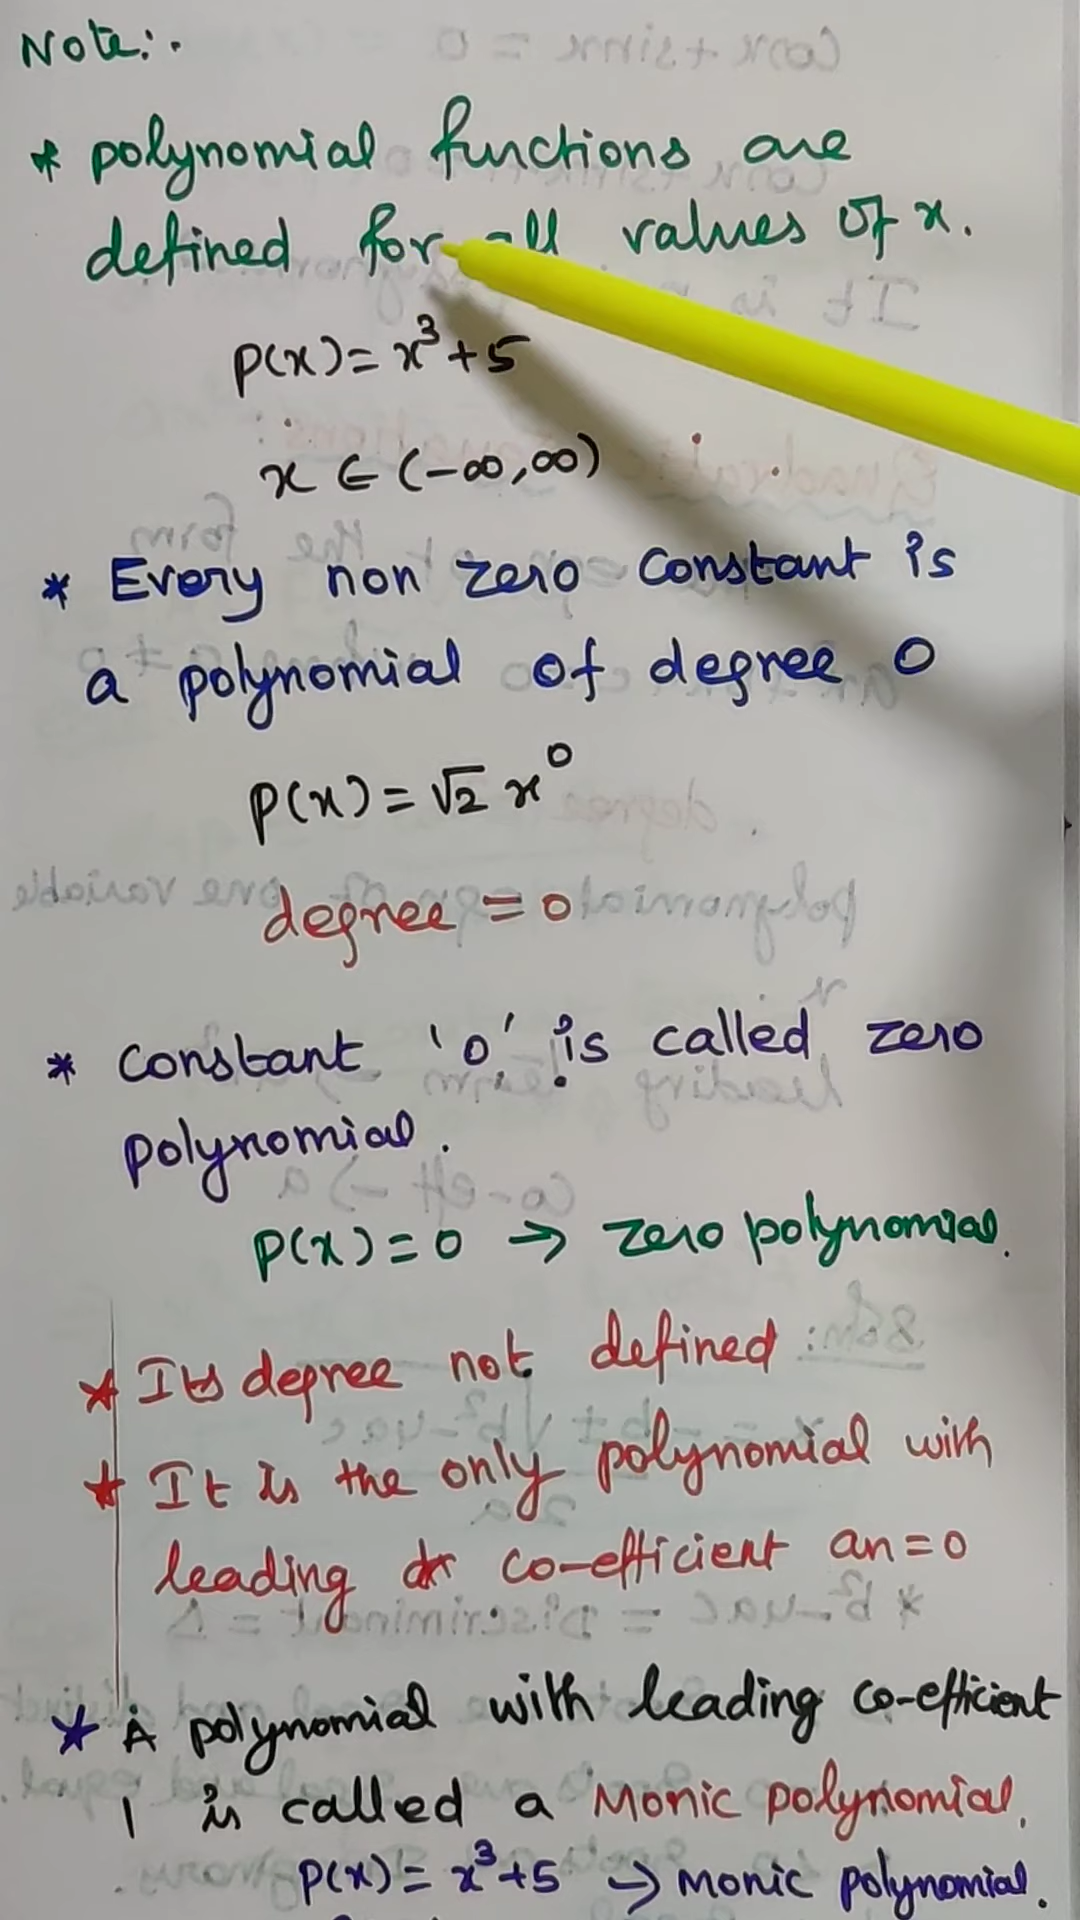 Note:.
* polynomial functions are
defined for all values of x.
p(x) = x³ + 5
x ∈ (-∞, ∞)
* Every non zero constant is
a polynomial of degree 0
p(x) = √2 x⁰
degree = 0
* constant '0' is called zero
polynomial.
p(x) = 0 → zero polynomial.
* Its degree not defined
* It is the only polynomial with
leading co-efficient an = 0
* A polynomial with leading co-efficient
1 is called a Monic polynomial.
p(x) = x³ + 5 → monic polynomial.